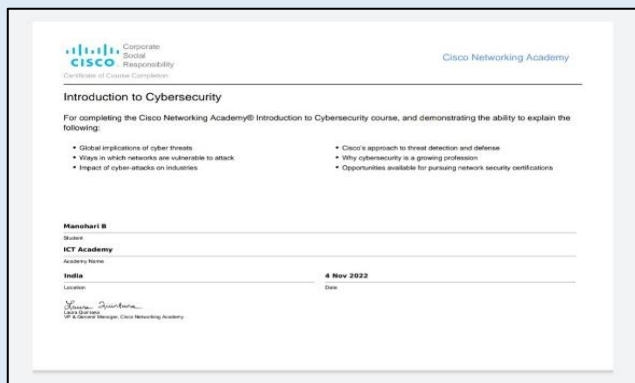 Corporate
Social
Responsibility
CISCO
Cisco Networking Academy
Certificate of Course Completion
Introduction to Cybersecurity
For completing the Cisco Networking Academy® Introduction to Cybersecurity course, and demonstrating the ability to explain the
following:
• Global implications of cyber threats
• Ways in which networks are vulnerable to attack
• Impact of cyber-attacks on industries
• Cisco's approach to threat detection and defense
• Why cybersecurity is a growing profession
• Opportunities available for pursuing network security certifications
Manohari B
Student
ICT Academy
Academy Name
India
Location
4 Nov 2022
Date
Laura Quintana
Laura Quintana
VP & General Manager, Cisco Networking Academy